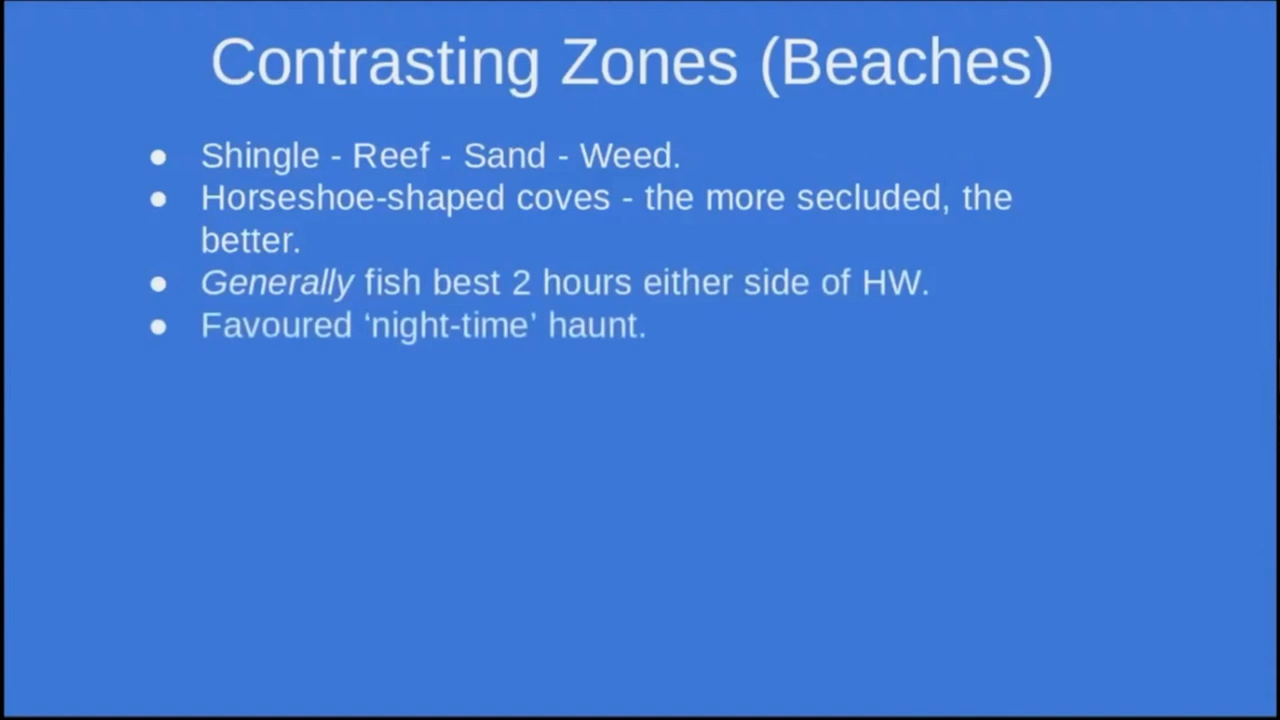 Contrasting Zones (Beaches)
● Shingle - Reef - Sand - Weed.
● Horseshoe-shaped coves - the more secluded, the
better.
● Generally fish best 2 hours either side of HW.
● Favoured ‘night-time’ haunt.